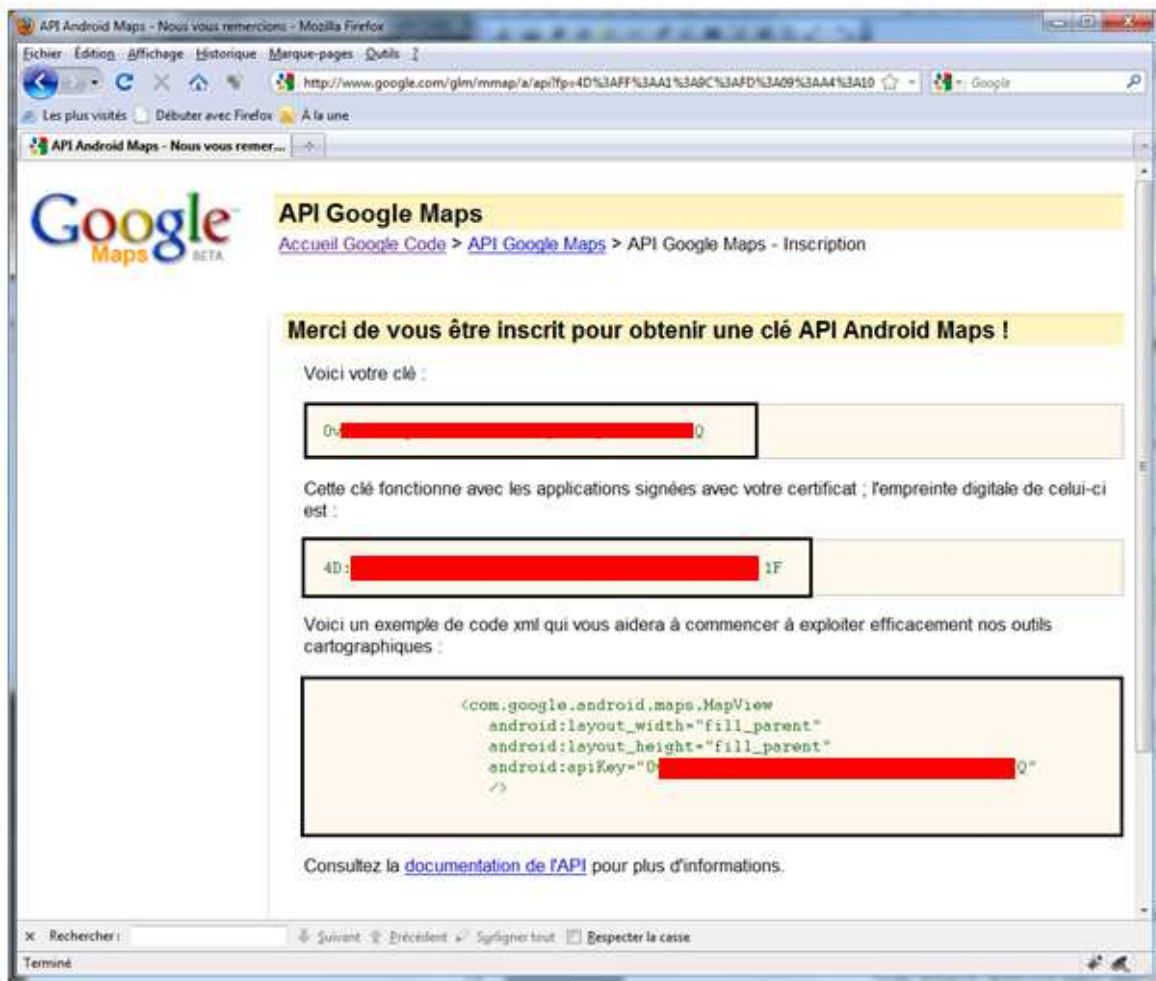 API Android Maps - Nous vous remercions - Mozilla Firefox
Fichier Édition Affichage Historique Marque-pages Outils ?
http://www.google.com/glm/mmap/a/api?fp=4D%3AFF%3AA1%3A9C%3AFD%3A09%3AA4%3A10 Google
Les plus visités Débuter avec Firefox À la une
API Android Maps - Nous vous remer...
Google Maps BETA
API Google Maps
Accueil Google Code > API Google Maps > API Google Maps - Inscription
Merci de vous être inscrit pour obtenir une clé API Android Maps !
Voici votre clé :
0v Q
Cette clé fonctionne avec les applications signées avec votre certificat ; l'empreinte digitale de celui-ci
est :
4D: 1F
Voici un exemple de code xml qui vous aidera à commencer à exploiter efficacement nos outils
cartographiques :
<com.google.android.maps.MapView
android:layout_width="fill_parent"
android:layout_height="fill_parent"
android:apiKey="0 Q"
/>
Consultez la documentation de l'API pour plus d'informations.
x Rechercher : Suivant Précédent Surligner tout Respecter la casse
Terminé